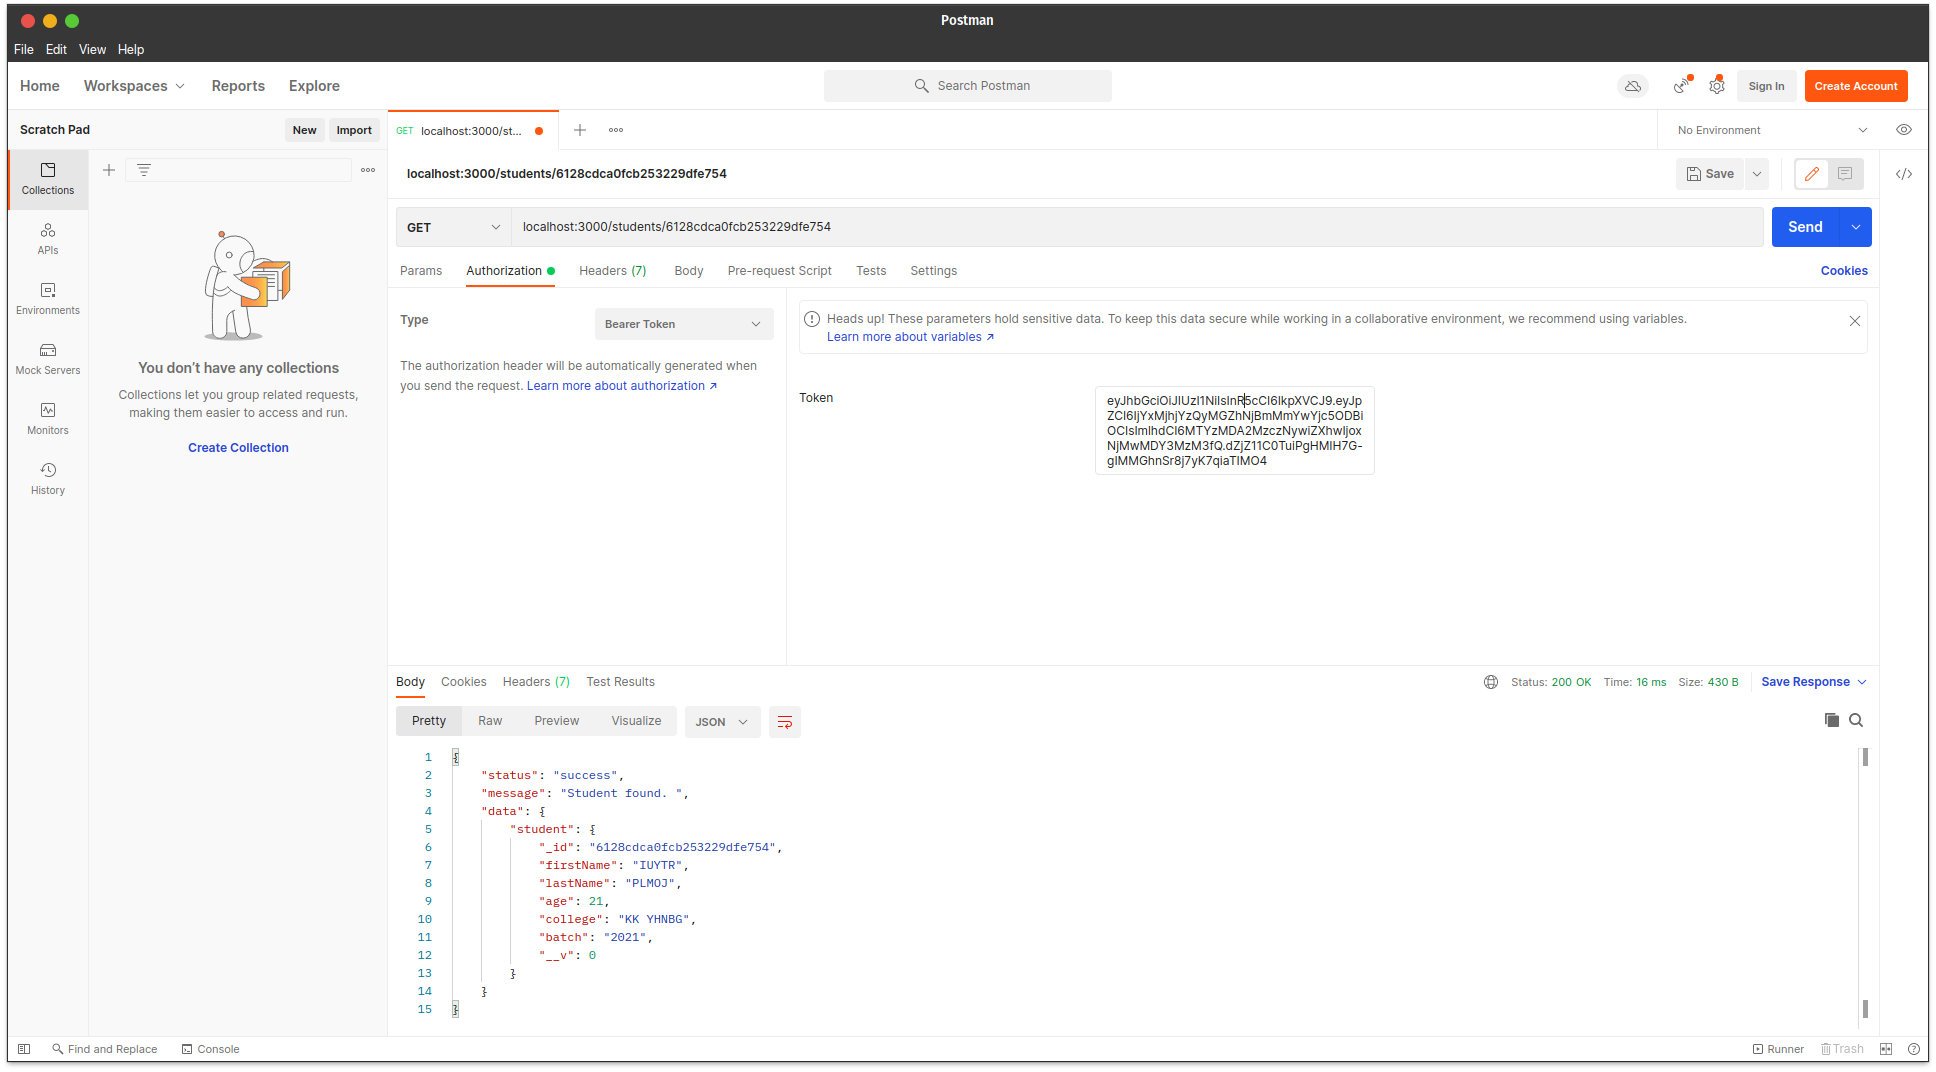 Postman
File Edit View Help
Home Workspaces Reports Explore
Search Postman
Sign In
Create Account
Scratch Pad
New
Import
GET localhost:3000/st...
No Environment
Collections
APIs
Environments
Mock Servers
Monitors
History
You don't have any collections
Collections let you group related requests,
making them easier to access and run.
Create Collection
localhost:3000/students/6128cdca0fcb253229dfe754
Save
GET
localhost:3000/students/6128cdca0fcb253229dfe754
Send
Params Authorization Headers (7) Body Pre-request Script Tests Settings
Cookies
Type
Bearer Token
The authorization header will be automatically generated when
you send the request. Learn more about authorization ↗
Heads up! These parameters hold sensitive data. To keep this data secure while working in a collaborative environment, we recommend using variables.
Learn more about variables ↗
Token
eyJhbGciOiJIUzI1NiIsInR5cCI6IkpXVCJ9.eyJp
ZCI6IjYxMjhjYzQyMGZhNjBmMmYwYjc5ODBi
OCIsImlhdCI6MTYzMDA2MzczNywiZXhwIjox
NjMwMDY3MzM3fQ.dZjZ11C0TuiPgHMIH7G-
gIMMGhnSr8j7yK7qiaTIMO4
Body Cookies Headers (7) Test Results
Status: 200 OK Time: 16 ms Size: 430 B
Save Response
Pretty Raw Preview Visualize
JSON
1 {
2 "status": "success",
3 "message": "Student found. ",
4 "data": {
5 "student": {
6 "_id": "6128cdca0fcb253229dfe754",
7 "firstName": "IUYTR",
8 "lastName": "PLMOJ",
9 "age": 21,
10 "college": "KK YHNBG",
11 "batch": "2021",
12 "__v": 0
13 }
14 }
15 }
Find and Replace
Console
Runner
Trash